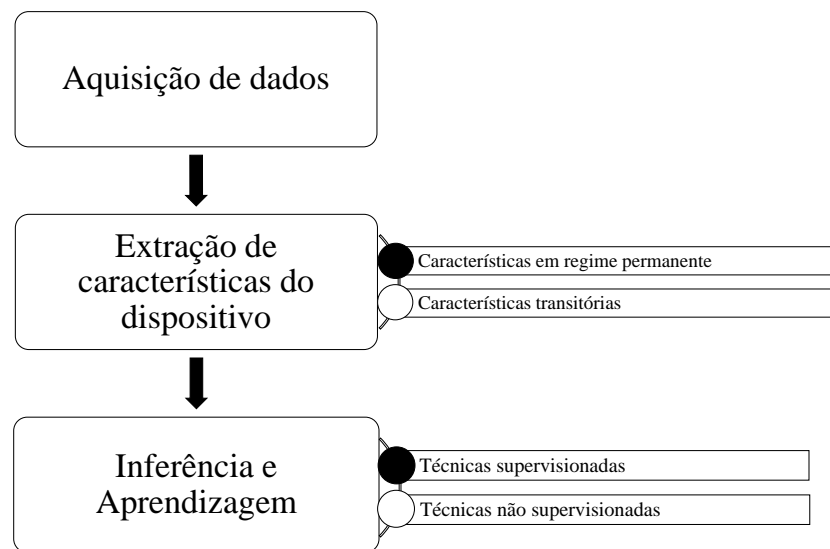 Aquisição de dados
Extração de
características do
dispositivo
Características em regime permanente
Características transitórias
Inferência e
Aprendizagem
Técnicas supervisionadas
Técnicas não supervisionadas